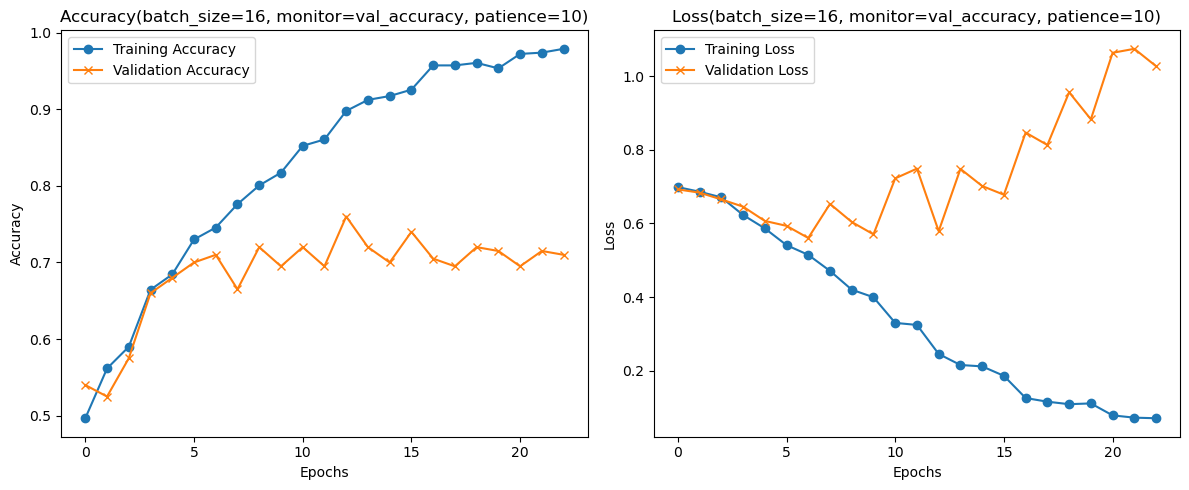 Accuracy(batch_size=16, monitor=val_accuracy, patience=10)
Training Accuracy
Validation Accuracy
1.0
0.9
0.8
0.7
0.6
0.5
Accuracy
0
5
10
15
20
Epochs
Loss(batch_size=16, monitor=val_accuracy, patience=10)
Training Loss
Validation Loss
1.0
0.8
0.6
0.4
0.2
Loss
0
5
10
15
20
Epochs